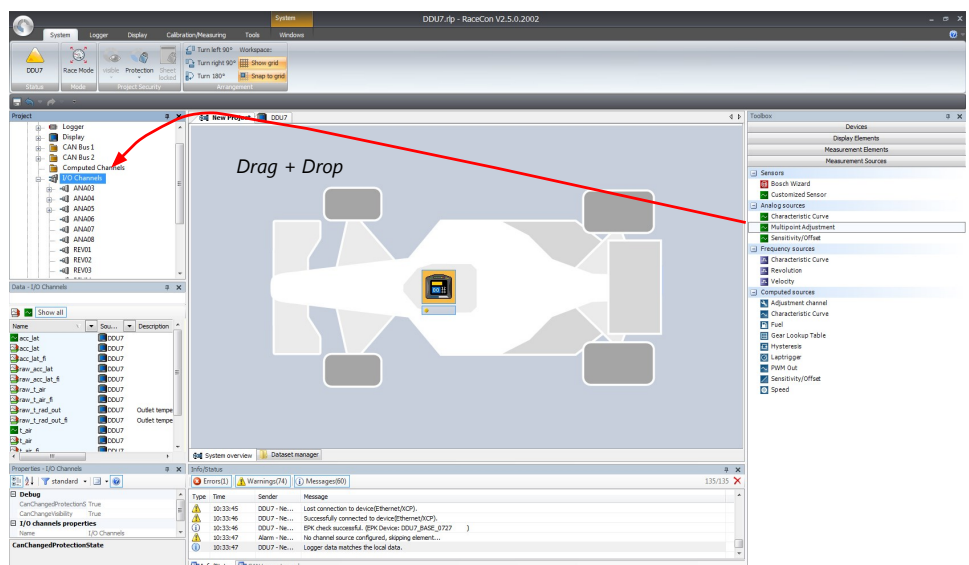 System
DDU7.rlp - RaceCon V2.5.0.2002
System Logger Display Calibration/Measuring Tools Windows
DDU7
Race Mode
visible
Protection
Sheet locked
Turn left 90°
Turn right 90°
Turn 180°
Workspace:
Show grid
Snap to grid
Status Mode Project Security Arrangement
Project
Logger
Display
CAN Bus 1
CAN Bus 2
Computed Channels
I/O Channels
ANA03
ANA04
ANA05
ANA06
ANA07
ANA08
REV01
REV02
REV03
Data - I/O Channels
Show all
Name Sou... Description
acc_lat DDU7
acc_lat DDU7
acc_lat_fi DDU7
raw_acc_lat DDU7
raw_acc_lat_fi DDU7
raw_t_air DDU7
raw_t_air_fi DDU7
raw_t_rad_out DDU7 Outlet tempe
raw_t_rad_out_fi DDU7 Outlet tempe
t_air DDU7
t_air DDU7
t_air_fi DDU7
Properties - I/O Channels
standard
Debug
CanChangedProtectionS True
CanChangeVisibility True
I/O channels properties
Name I/O Channels
CanChangedProtectionState
New Project DDU7
Drag + Drop
System overview Dataset manager
Info/Status
Errors(1) Warnings(74) Messages(60) 135/135
Type Time Sender Message
10:33:45 DDU7 - Ne... Lost connection to device(Ethernet/XCP).
10:33:46 DDU7 - Ne... Successfully connected to device(Ethernet/XCP).
10:33:46 DDU7 - Ne... EPK check successful. (EPK Device: DDU7_BASE_0727 )
10:33:47 Alarm - Ne... No channel source configured, skipping element...
10:33:47 DDU7 - Ne... Logger data matches the local data.
Toolbox
Devices
Display Elements
Measurement Elements
Measurement Sources
Sensors
Bosch Wizard
Customized Sensor
Analog sources
Characteristic Curve
Multipoint Adjustment
Sensitivity/Offset
Frequency sources
Characteristic Curve
Revolution
Velocity
Computed sources
Adjustment channel
Characteristic Curve
Fuel
Gear Lookup Table
Hysteresis
Laptrigger
PWM Out
Sensitivity/Offset
Speed